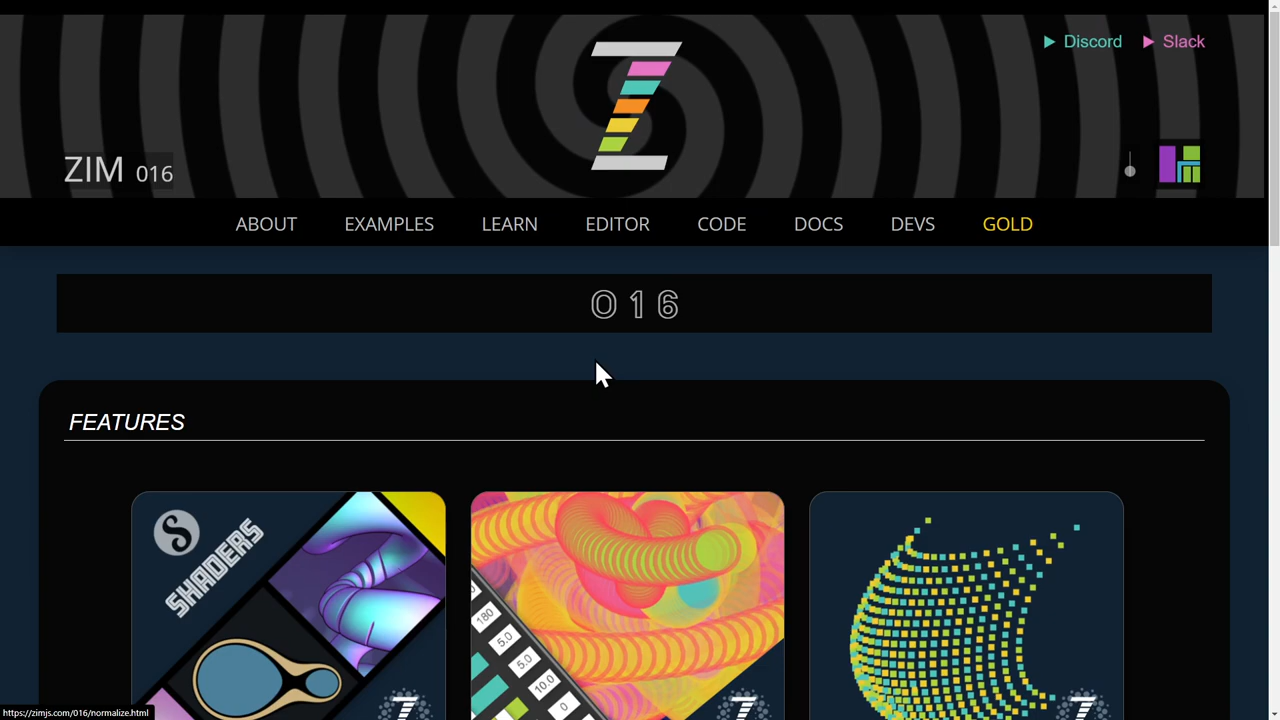 Discord
Slack
ZIM 016
ABOUT
EXAMPLES
LEARN
EDITOR
CODE
DOCS
DEVS
GOLD
016
FEATURES
SHADERS
180
5.0
5.0
10.0
0
https://zimjs.com/016/normalize.html